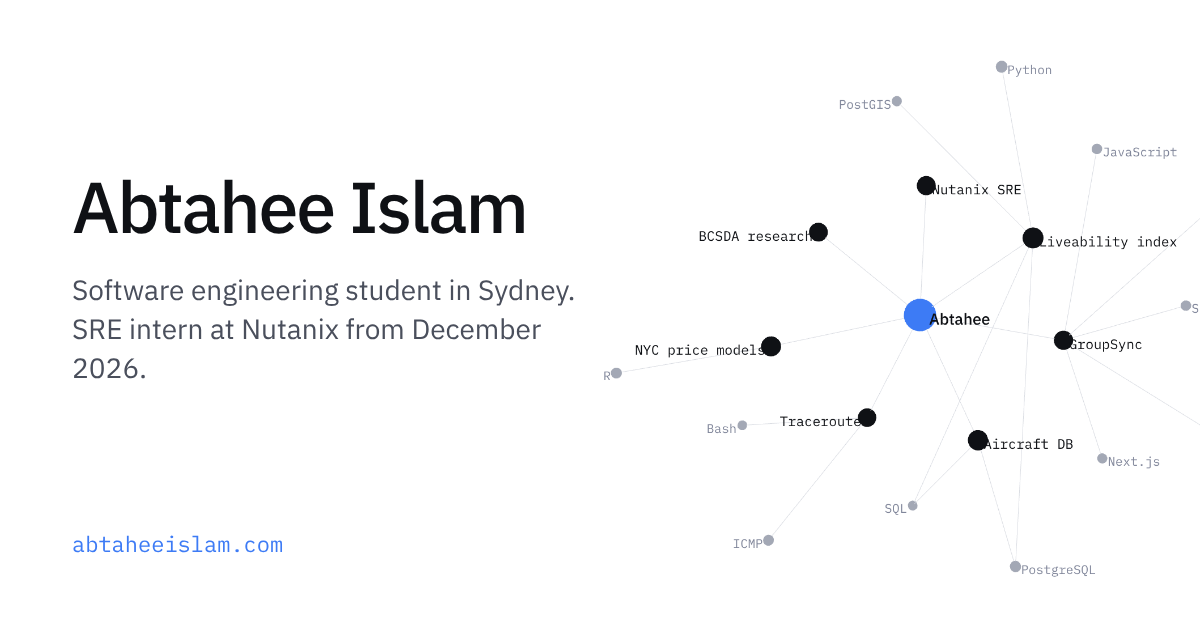 Abtahee Islam
Software engineering student in Sydney.
SRE intern at Nutanix from December
2026.
abtaheeislam.com
Python
PostGIS
JavaScript
Nutanix SRE
BCSDA research
Liveability index
Abtahee
GroupSync
NYC price models
R
Traceroute
Bash
Aircraft DB
Next.js
SQL
ICMP
PostgreSQL